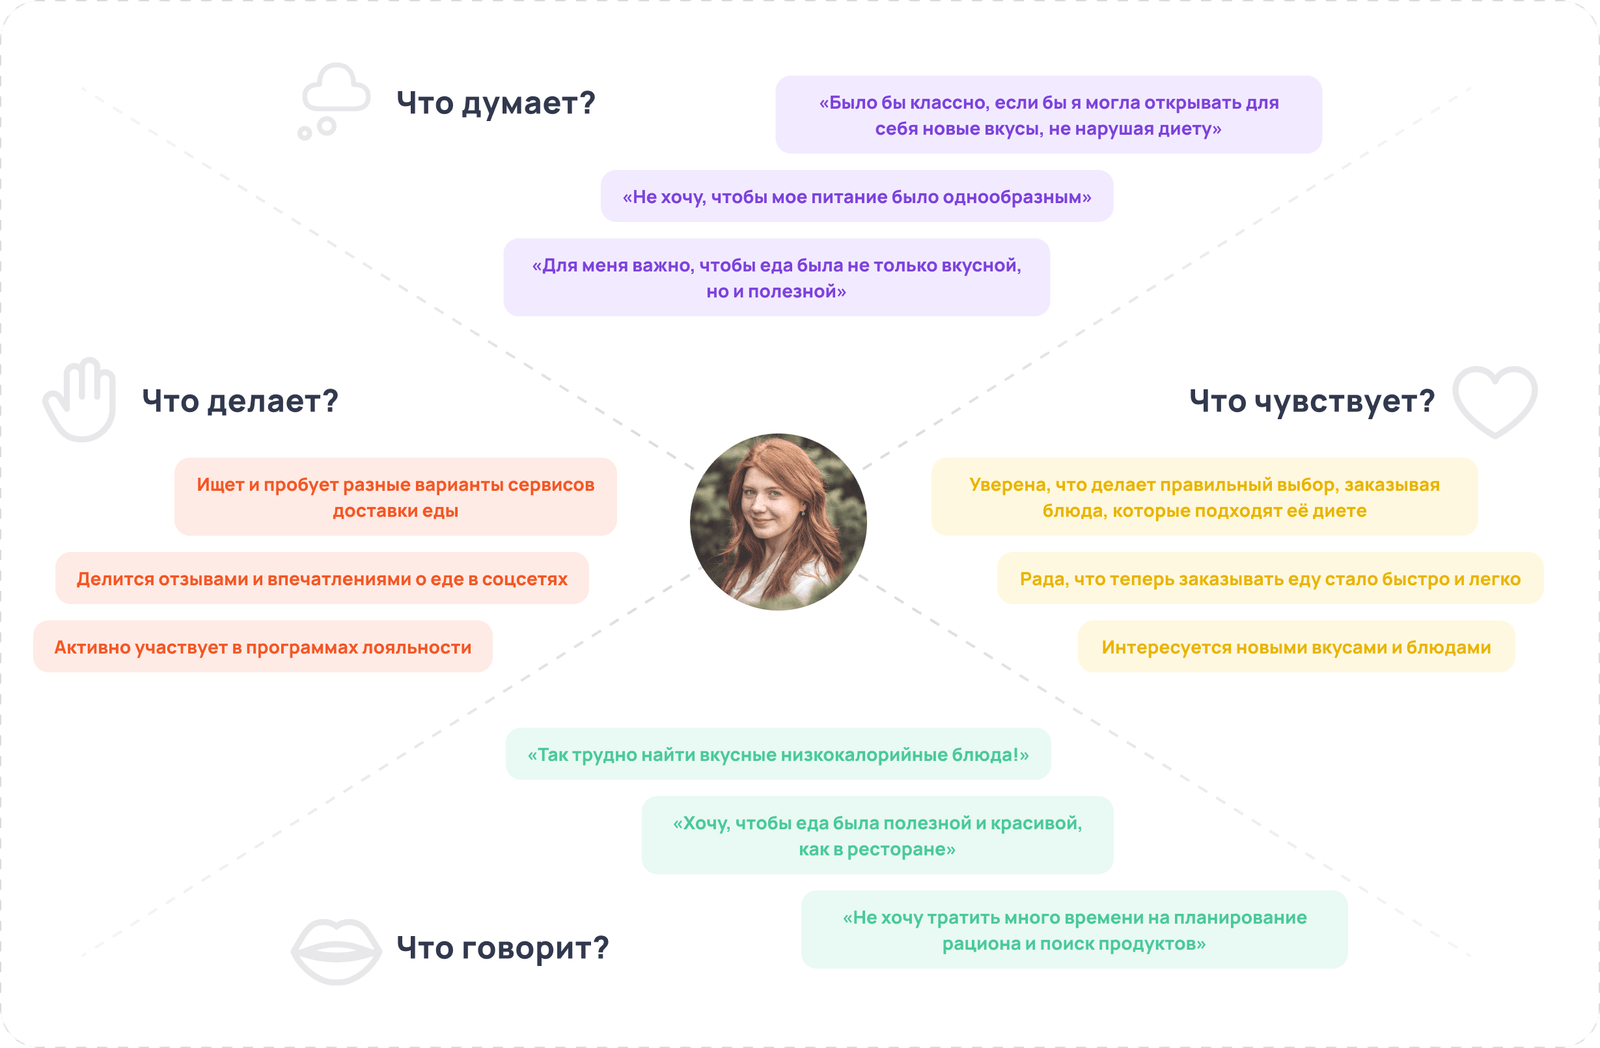 Что думает?
«Было бы классно, если бы я могла открывать для
себя новые вкусы, не нарушая диету»
«Не хочу, чтобы мое питание было однообразным»
«Для меня важно, чтобы еда была не только вкусной,
но и полезной»
Что делает?
Ищет и пробует разные варианты сервисов
доставки еды
Делится отзывами и впечатлениями о еде в соцсетях
Активно участвует в программах лояльности
Что чувствует?
Уверена, что делает правильный выбор, заказывая
блюда, которые подходят её диете
Рада, что теперь заказывать еду стало быстро и легко
Интересуется новыми вкусами и блюдами
«Так трудно найти вкусные низкокалорийные блюда!»
«Хочу, чтобы еда была полезной и красивой,
как в ресторане»
«Не хочу тратить много времени на планирование
рациона и поиск продуктов»
Что говорит?